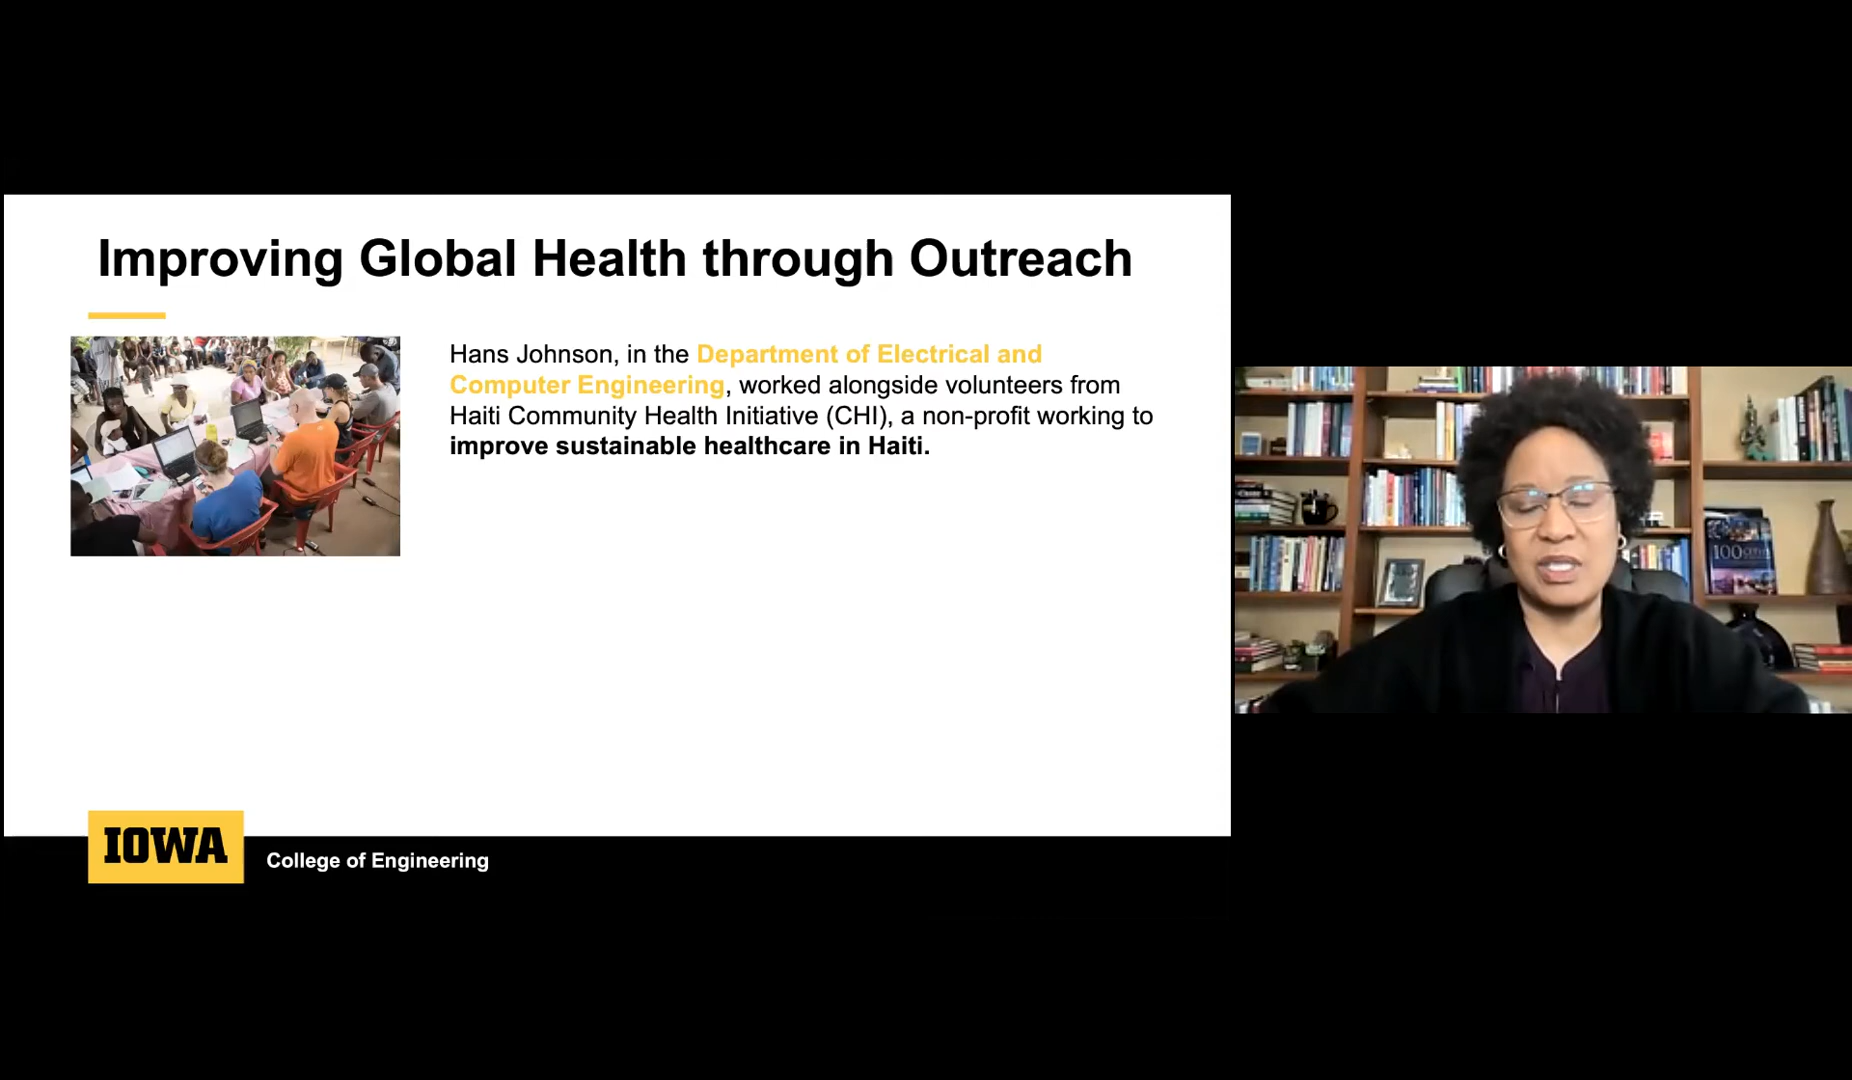 Improving Global Health through Outreach
Hans Johnson, in the Department of Electrical and
Computer Engineering, worked alongside volunteers from
Haiti Community Health Initiative (CHI), a non-profit working to
improve sustainable healthcare in Haiti.
100
IOWA
College of Engineering